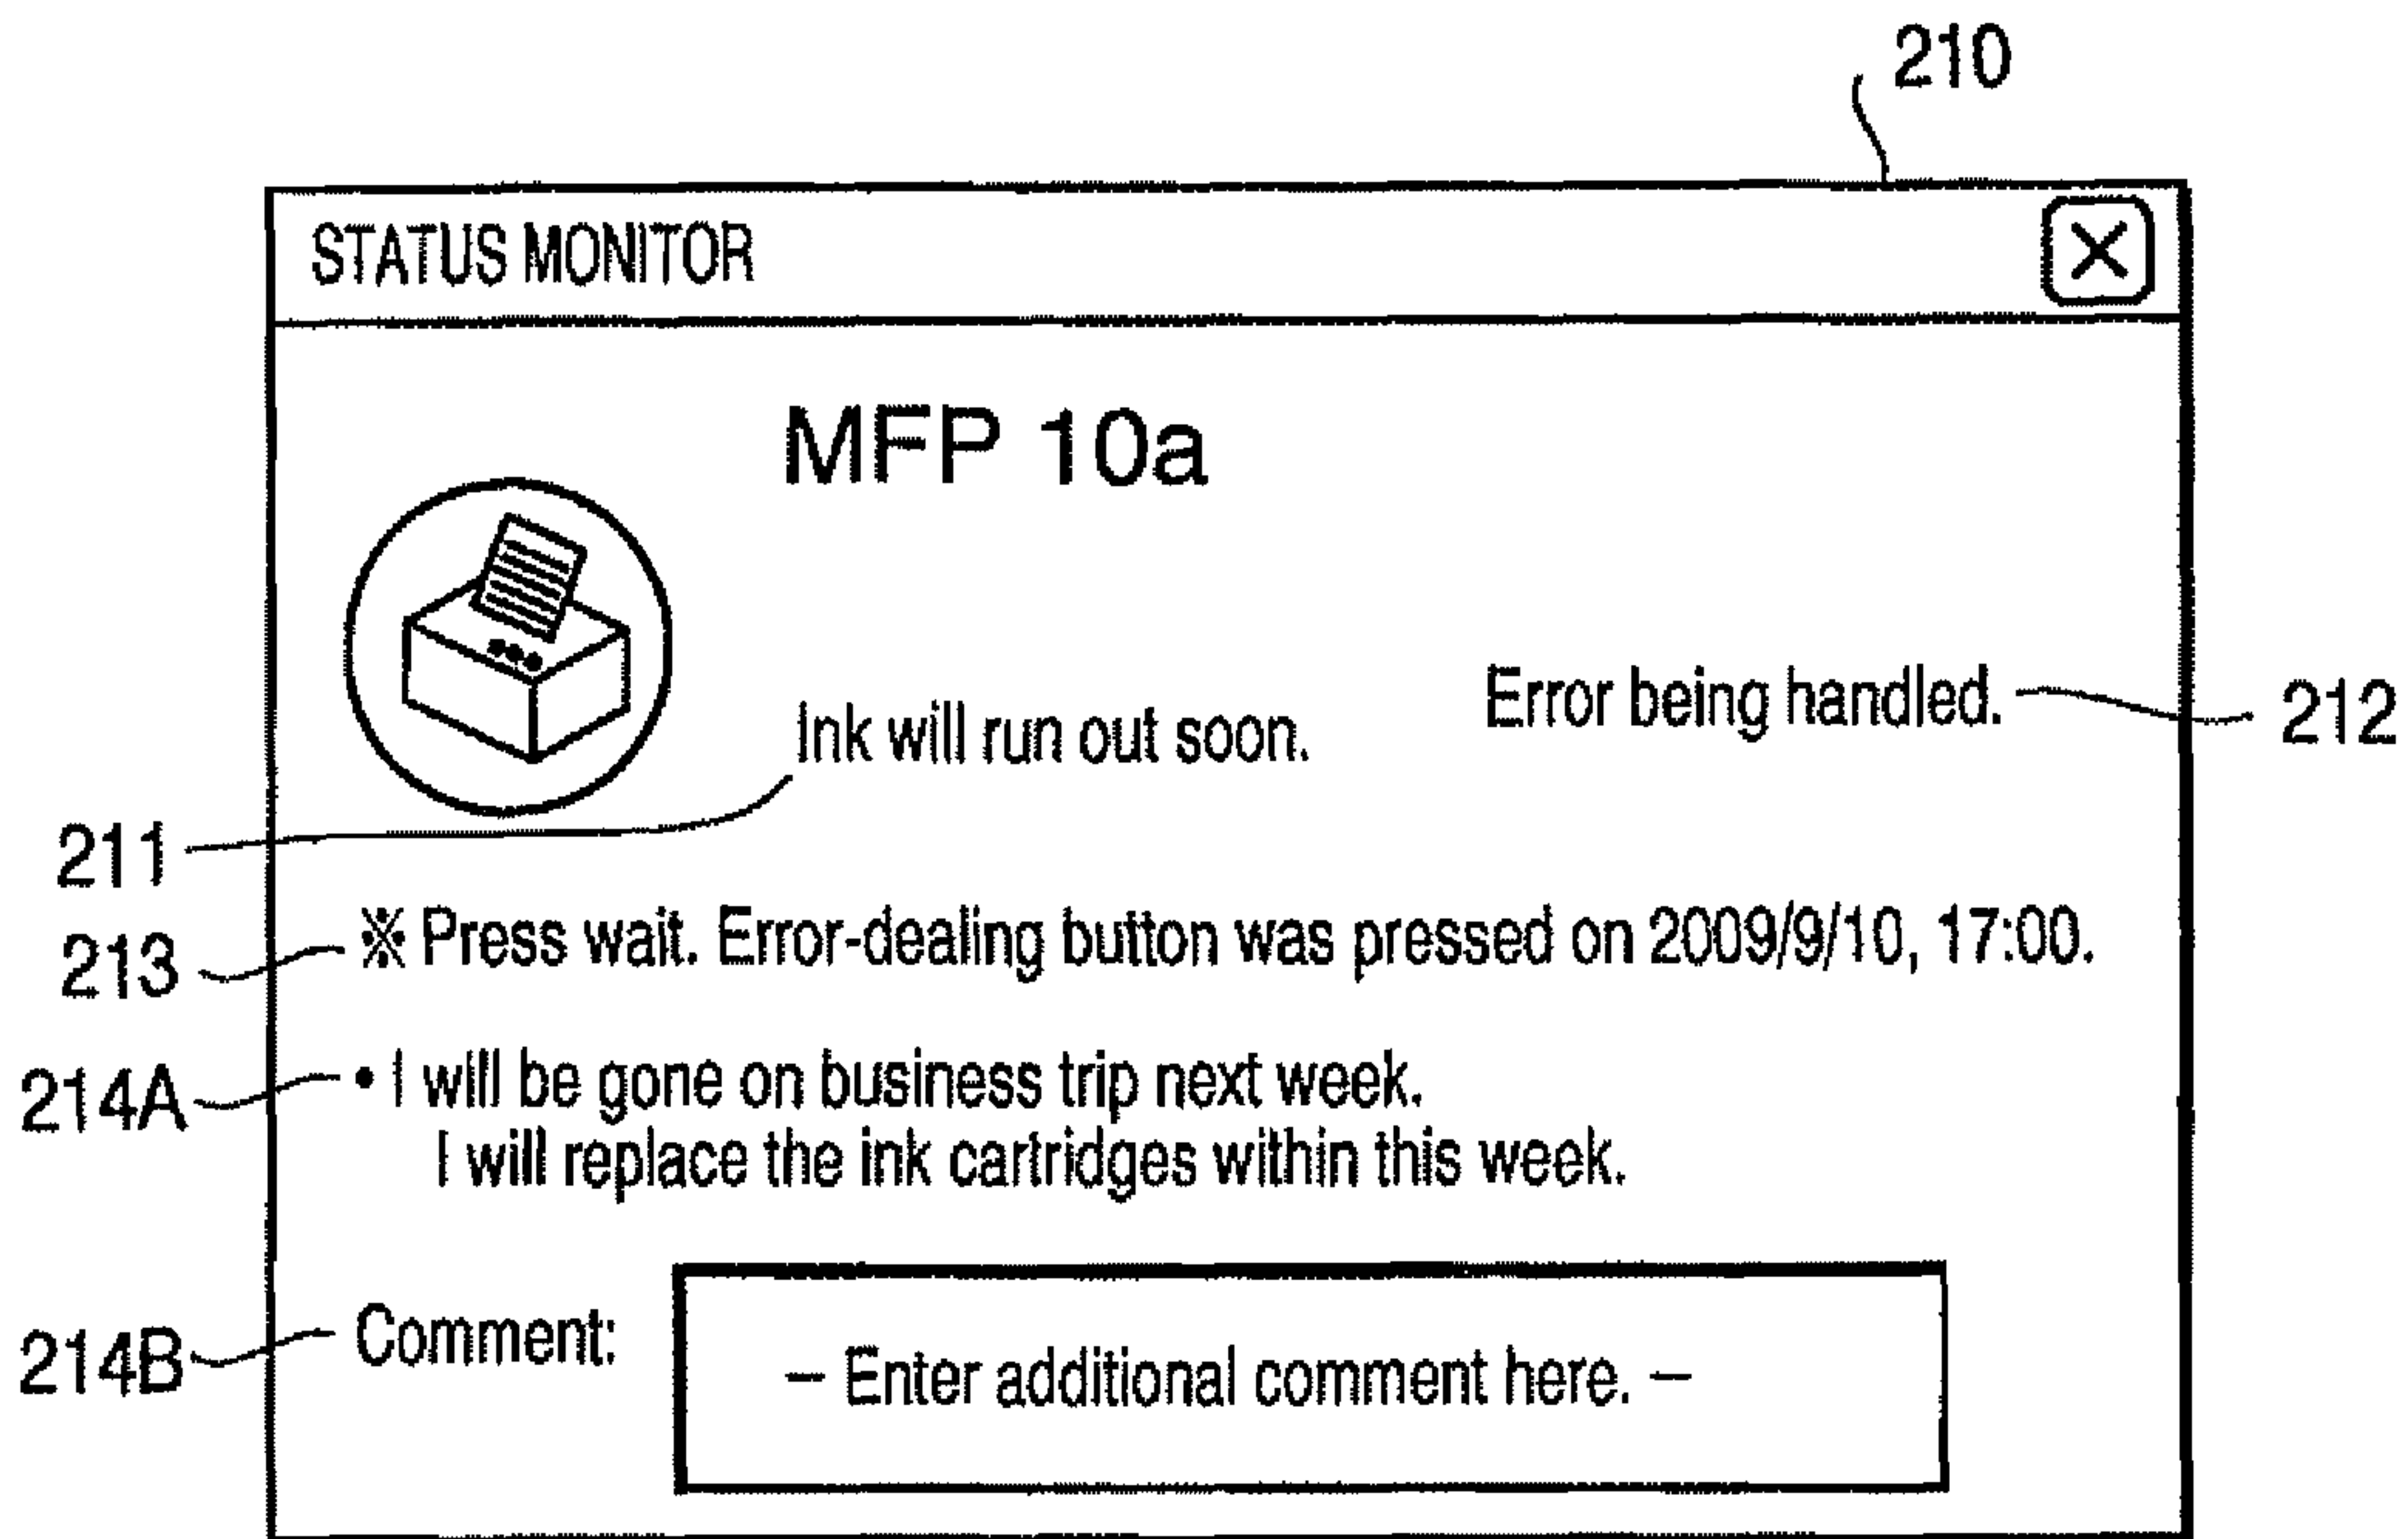 210
STATUS MONITOR
MFP 10a
Error being handled.
212
Ink will run out soon.
211
※ Press wait. Error-dealing button was pressed on 2009/9/10, 17:00.
213
• I will be gone on business trip next week.
214A
I will replace the ink cartridges within this week.
214B
Comment:
– Enter additional comment here. –